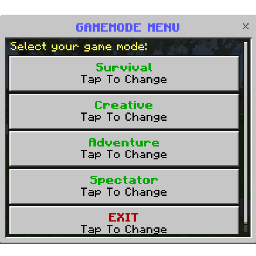 GAMEMODE MENU
Select your game mode:
Survival
Tap To Change
Creative
Tap To Change
Adventure
Tap To Change
Spectator
Tap To Change
EXIT
Tap To Change